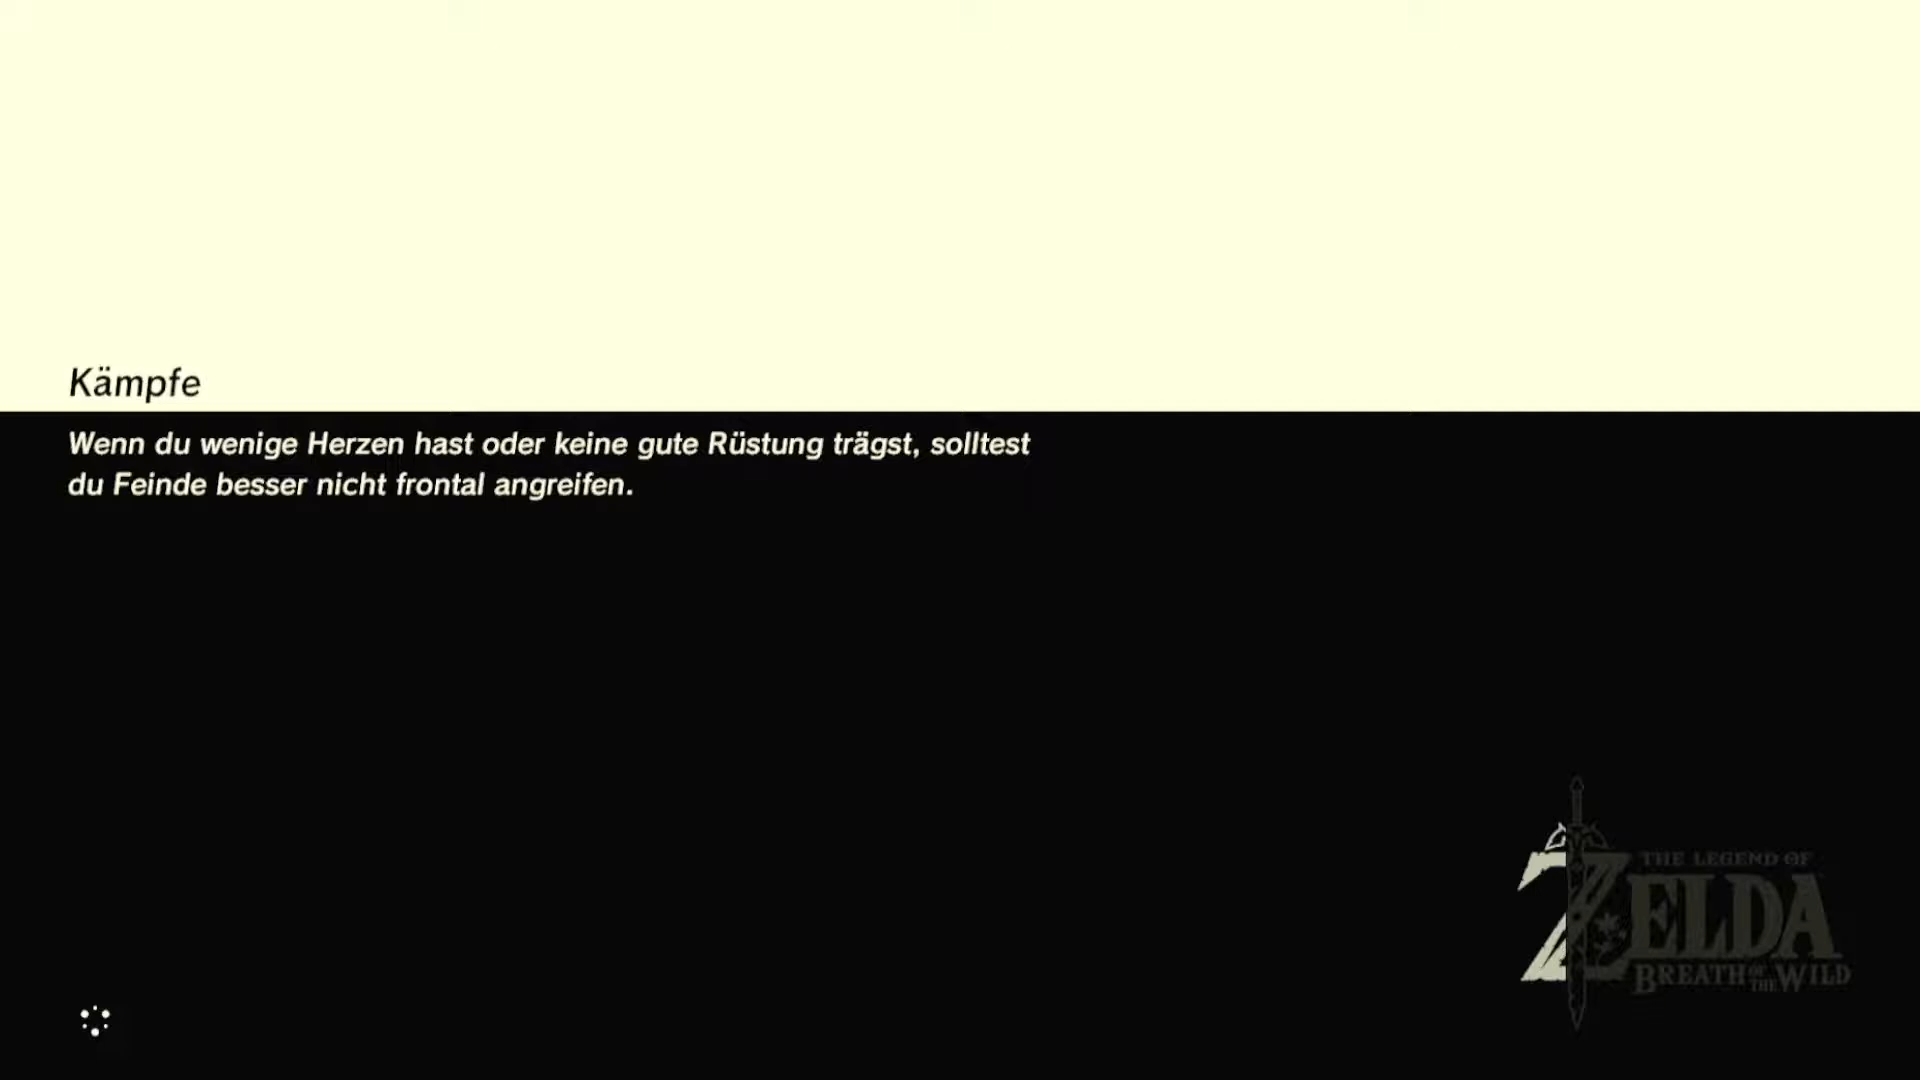 Kämpfe
Wenn du wenige Herzen hast oder keine gute Rüstung trägst, solltest
du Feinde besser nicht frontal angreifen.
THE LEGEND OF
ZELDA
BREATH OF THE WILD